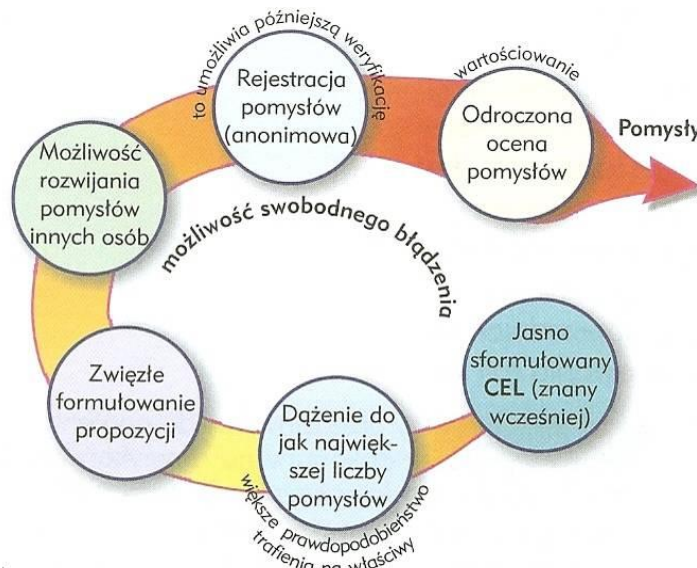 to umożliwia późniejszą weryfikację
Rejestracja
pomysłów
(anonimowa)
wartościowanie
Odroczona
ocena
pomysłów
Pomysły
Możliwość
rozwijania
pomysłów
innych osób
możliwość swobodnego błądzenia
Zwięzłe
formułowanie
propozycji
Dążenie do
jak najwięk-
szej liczby
pomysłów
większe prawdopodobieństwo
trafienia na właściwy
Jasno
sformułowany
CEL (znany
wcześniej)